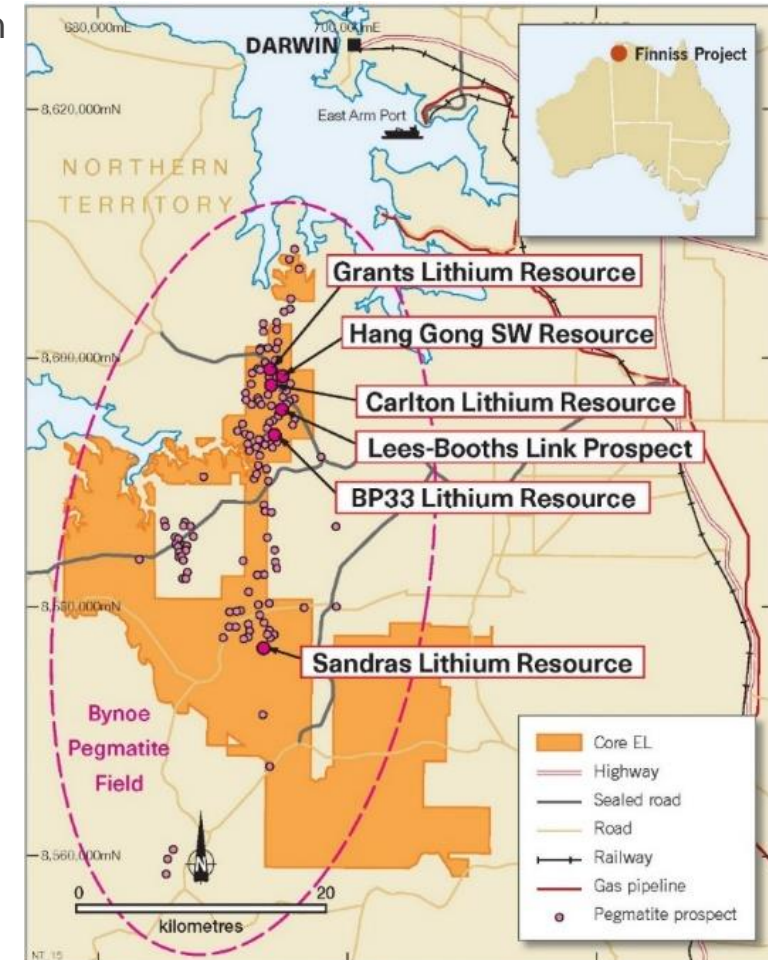 n
680,000mE
700,000mE
DARWIN
Finniss Project
8,620,000mN
East Arm Port
NORTHERN
TERRITORY
Grants Lithium Resource
Hang Gong SW Resource
8,600,000mN
Carlton Lithium Resource
Lees-Booths Link Prospect
BP33 Lithium Resource
8,580,000mN
Sandras Lithium Resource
Bynoe
Pegmatite
Field
Core EL
Highway
Sealed road
Road
Railway
Gas pipeline
Pegmatite prospect
8,560,000mN
N
0 20
kilometres
NT 15